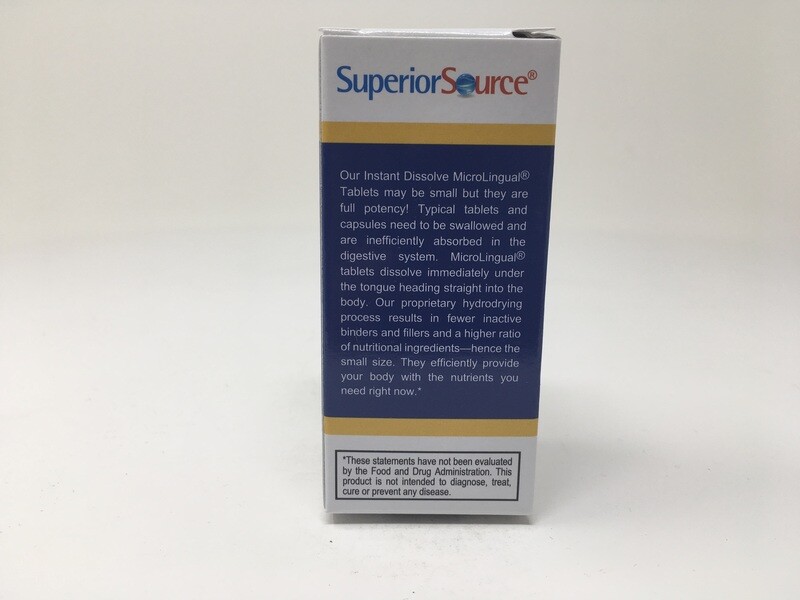 SuperiorSource®
Our Instant Dissolve MicroLingual®
Tablets may be small but they are
full potency! Typical tablets and
capsules need to be swallowed and
are inefficiently absorbed in the
digestive system. MicroLingual®
tablets dissolve immediately under
the tongue heading straight into the
body. Our proprietary hydrodrying
process results in fewer inactive
binders and fillers and a higher ratio
of nutritional ingredients—hence the
small size. They efficiently provide
your body with the nutrients you
need right now.*
*These statements have not been evaluated
by the Food and Drug Administration. This
product is not intended to diagnose, treat,
cure or prevent any disease.